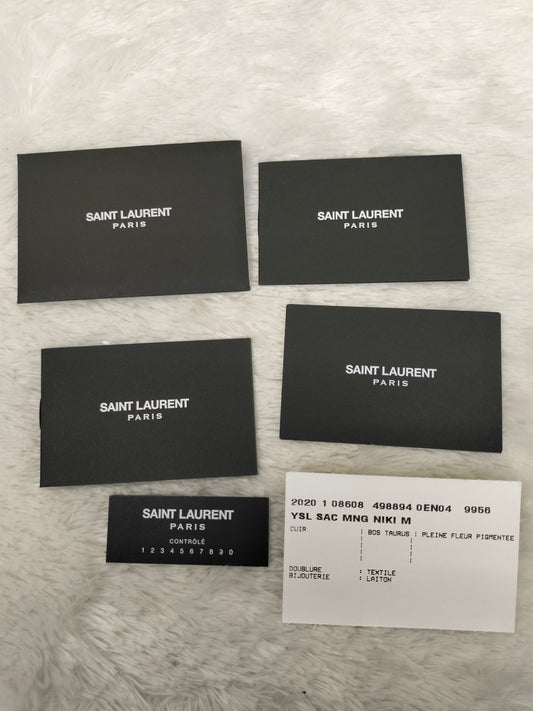 SAINT LAURENT
PARIS
SAINT LAURENT
PARIS
SAINT LAURENT
PARIS
SAINT LAURENT
PARIS
SAINT LAURENT
PARIS
CONTRÔLÉ
1 2 3 4 5 6 7 8 9 0
2020 1 08608 498894 0EN04 9956
YSL SAC MNG NIKI M
CUIR | BOS TAURUS | PLEINE FLEUR PIGMENTEE
DOUBLURE : TEXTILE
BIJOUTERIE : LAITON